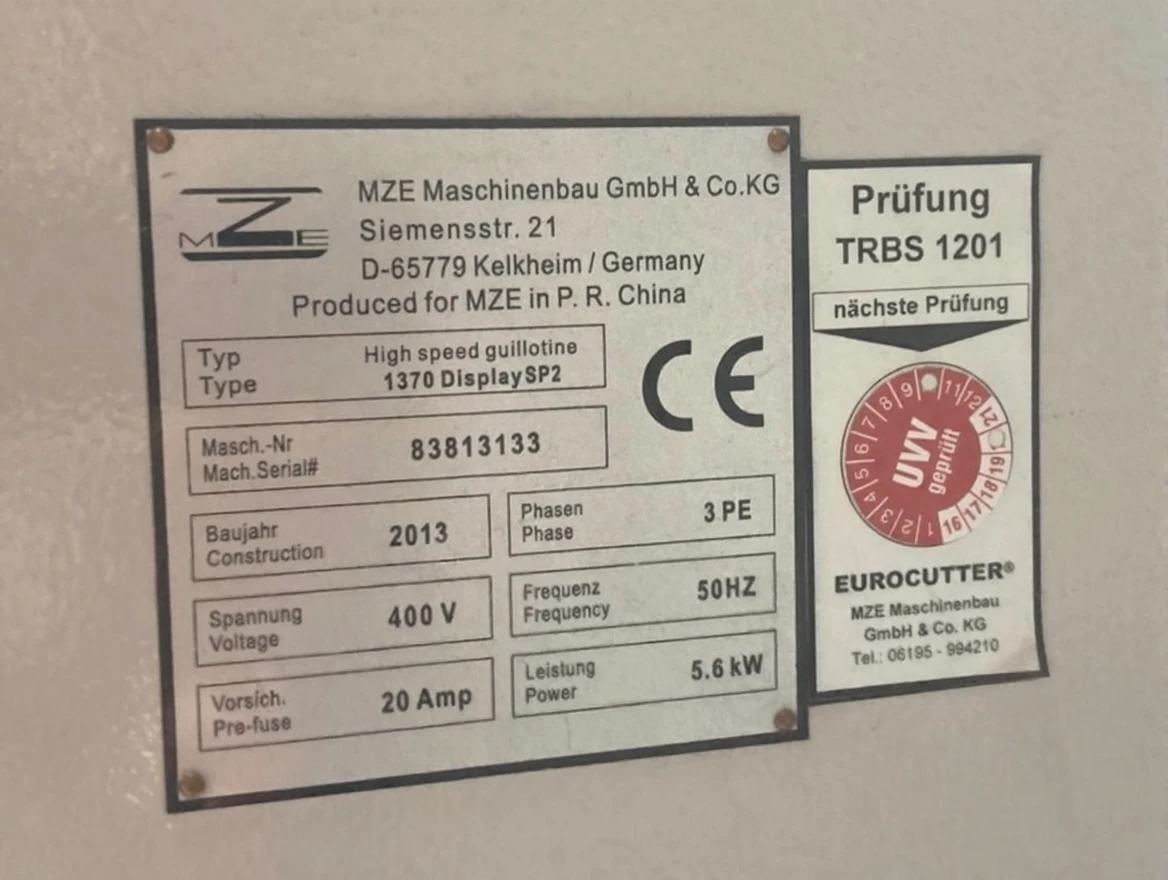 MZE
MZE Maschinenbau GmbH & Co.KG
Siemensstr. 21
D-65779 Kelkheim / Germany
Produced for MZE in P. R. China
Typ
Type
High speed guillotine
1370 DisplaySP2
CE
Masch.-Nr
Mach.Serial#
83813133
Baujahr
Construction
2013
Phasen
Phase
3 PE
Spannung
Voltage
400 V
Frequenz
Frequency
50HZ
Vorsich.
Pre-fuse
20 Amp
Leistung
Power
5.6 kW
Prüfung
TRBS 1201
nächste Prüfung
1 2 3 4 5 6 7 8 9 11 12
16 17 18 19 21
UVV
geprüft
EUROCUTTER®
MZE Maschinenbau
GmbH & Co. KG
Tel.: 06195 - 994210